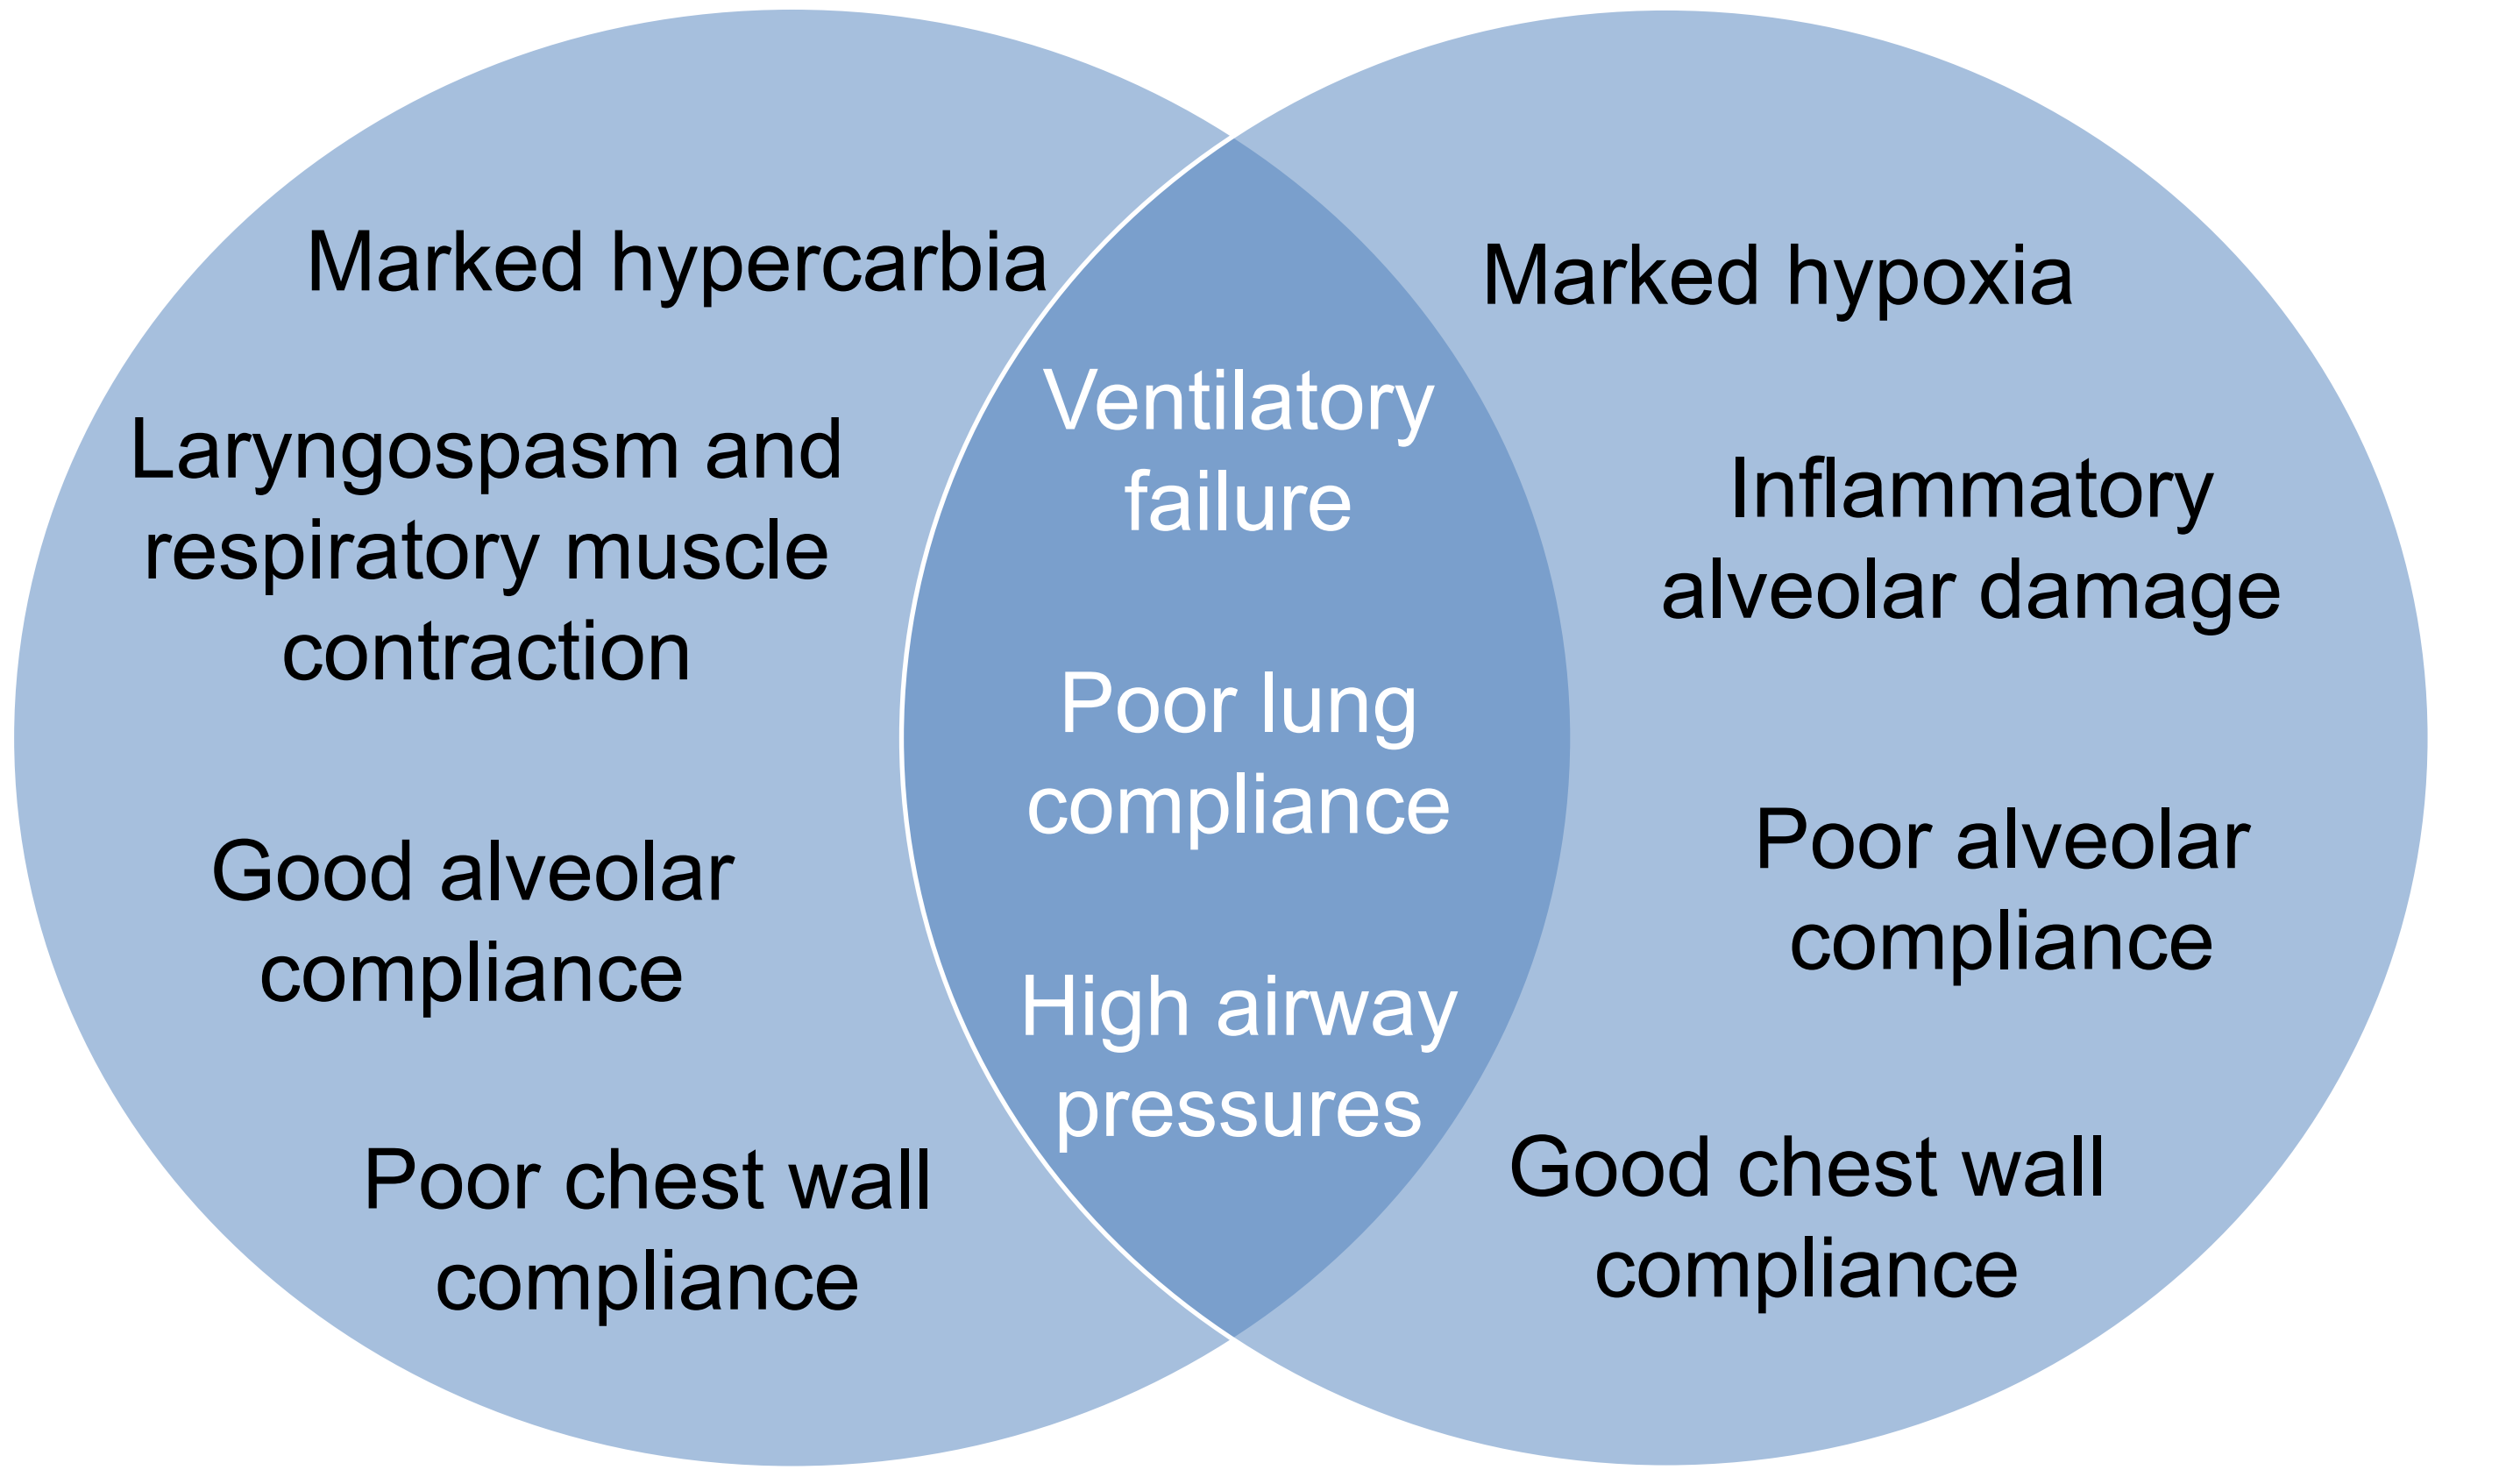 Marked hypercarbia
Laryngospasm and
respiratory muscle
contraction
Good alveolar
compliance
Poor chest wall
compliance
Ventilatory
failure
Poor lung
compliance
High airway
pressures
Marked hypoxia
Inflammatory
alveolar damage
Poor alveolar
compliance
Good chest wall
compliance